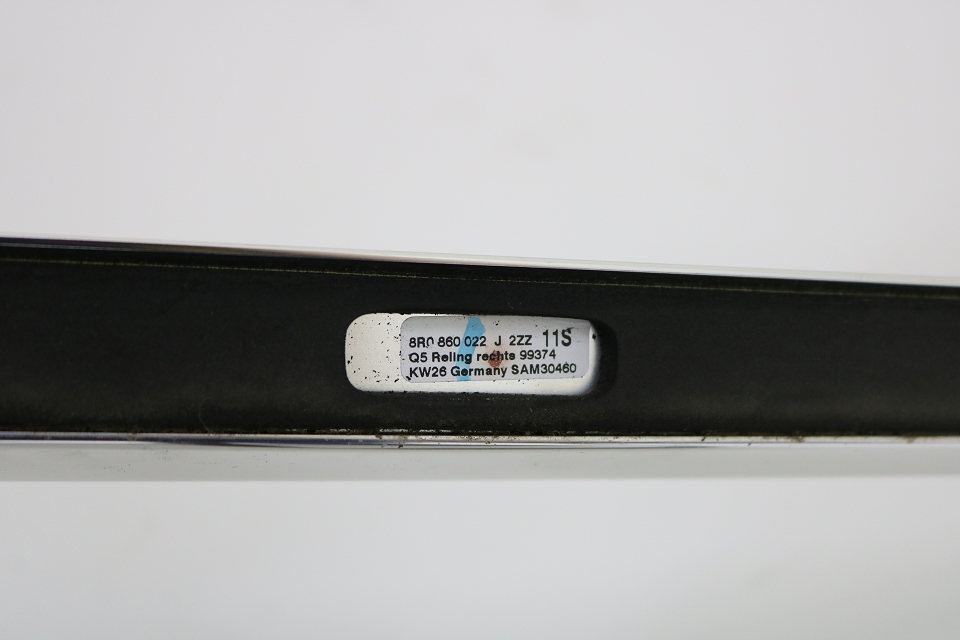 8R0 860 022 J 2ZZ 11S
Q5 Reling rechts 99374
KW26 Germany SAM30460